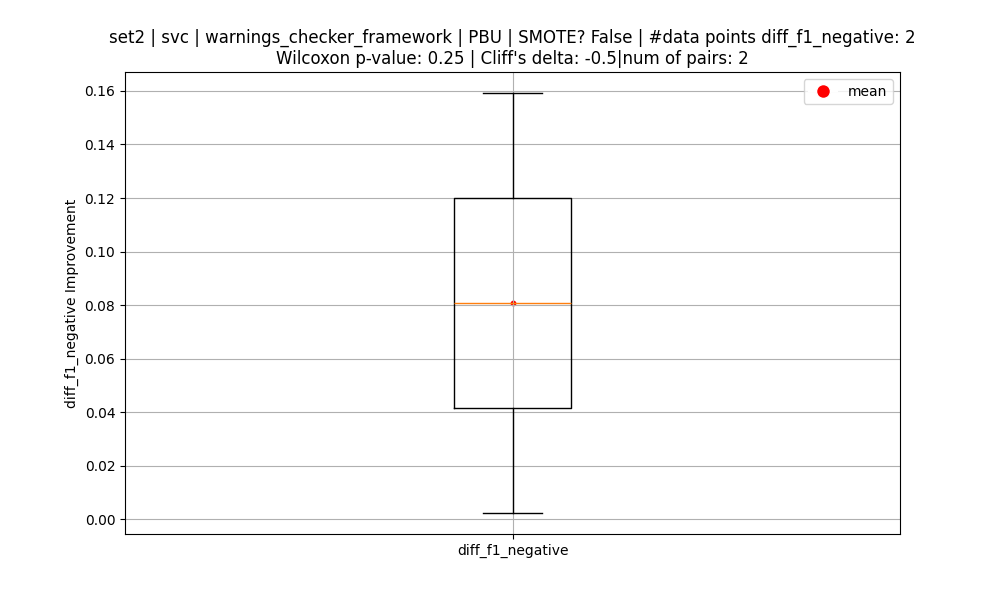 set2 | svc | warnings_checker_framework | PBU | SMOTE? False | #data points diff_f1_negative: 2
Wilcoxon p-value: 0.25 | Cliff's delta: -0.5|num of pairs: 2
mean
diff_f1_negative Improvement
0.16
0.14
0.12
0.10
0.08
0.06
0.04
0.02
0.00
diff_f1_negative